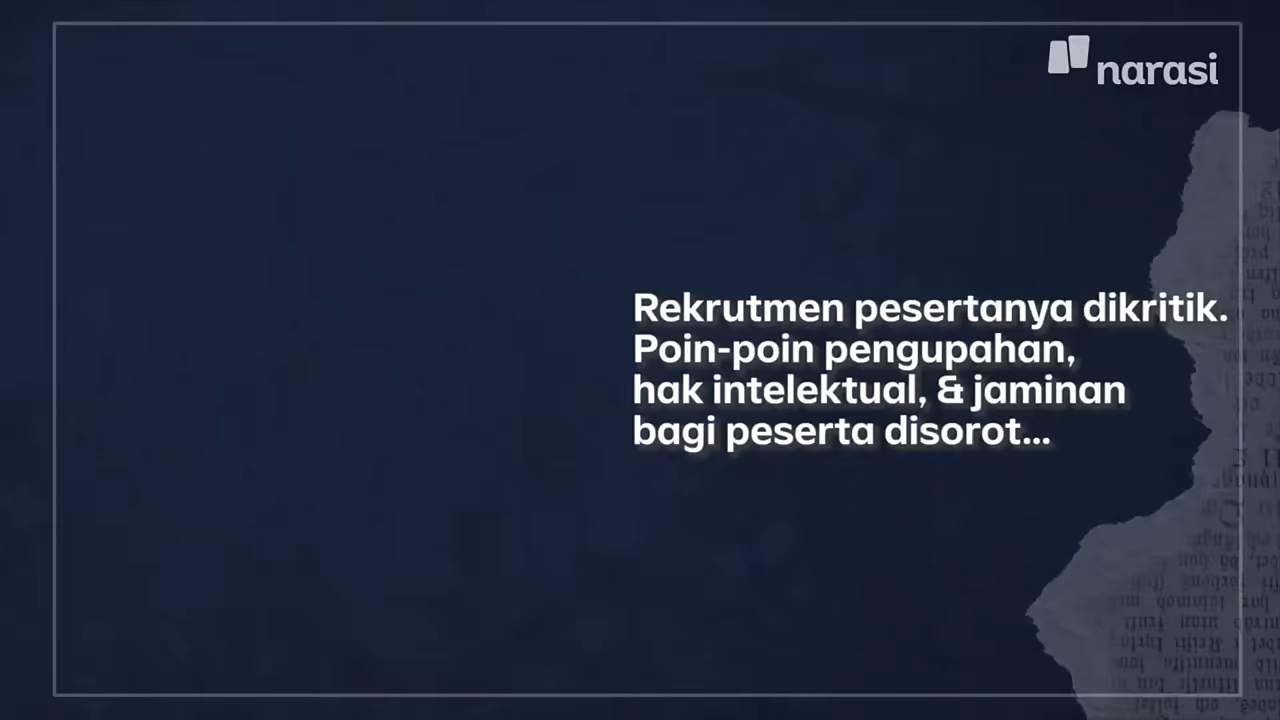 narasi
Rekrutmen pesertanya dikritik.
Poin-poin pengupahan,
hak intelektual, & jaminan
bagi peserta disorot...